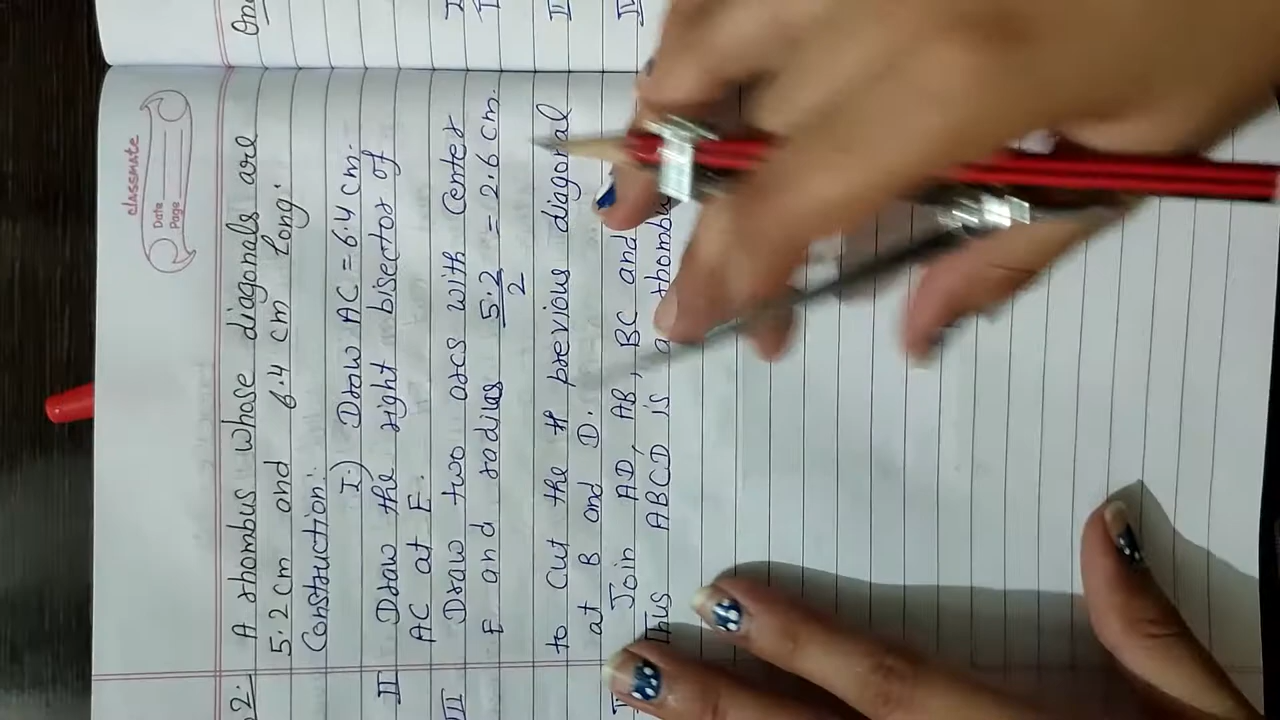 classmate
Date
Page
2. A rhombus whose diagonals are
5.2 cm and 6.4 cm long.
Construction:
I.) Draw AC = 6.4 cm.
II Draw the right bisector of
AC at E.
III Draw two arcs with Center
E and radius 5.2/2 = 2.6 cm.
to cut the previous digonal
at B and D.
Join AD, AB, BC and
Thus ABCD is a rhombu